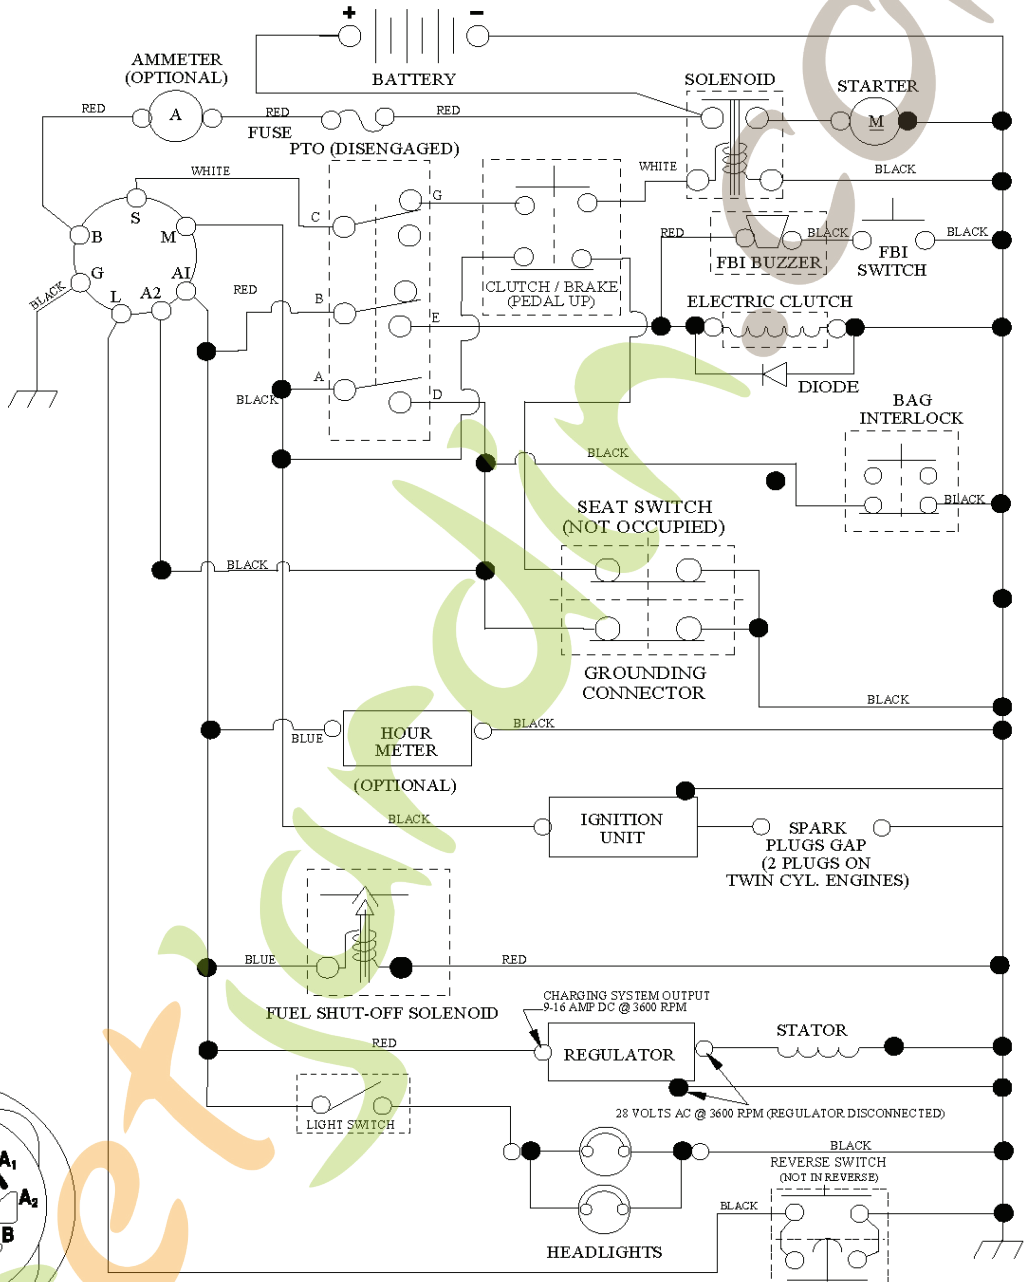 + −
BATTERY
AMMETER
(OPTIONAL)
SOLENOID
STARTER
RED
A
RED
FUSE
RED
M
PTO (DISENGAGED)
WHITE
WHITE
BLACK
S
C
G
B
M
RED
BLACK
BLACK
FBI BUZZER
FBI
SWITCH
G
A1
BLACK
L
A2
RED
B
CLUTCH / BRAKE
(PEDAL UP)
ELECTRIC CLUTCH
E
DIODE
A
BLACK
D
BAG
INTERLOCK
BLACK
BLACK
SEAT SWITCH
(NOT OCCUPIED)
BLACK
GROUNDING
CONNECTOR
BLACK
BLUE
HOUR
METER
BLACK
(OPTIONAL)
BLACK
IGNITION
UNIT
SPARK
PLUGS GAP
(2 PLUGS ON
TWIN CYL. ENGINES)
BLUE
RED
FUEL SHUT-OFF SOLENOID
CHARGING SYSTEM OUTPUT
9-16 AMP DC @ 3600 RPM
RED
REGULATOR
STATOR
28 VOLTS AC @ 3600 RPM (REGULATOR DISCONNECTED)
LIGHT SWITCH
BLACK
REVERSE SWITCH
(NOT IN REVERSE)
BLACK
HEADLIGHTS
A1
A2
B